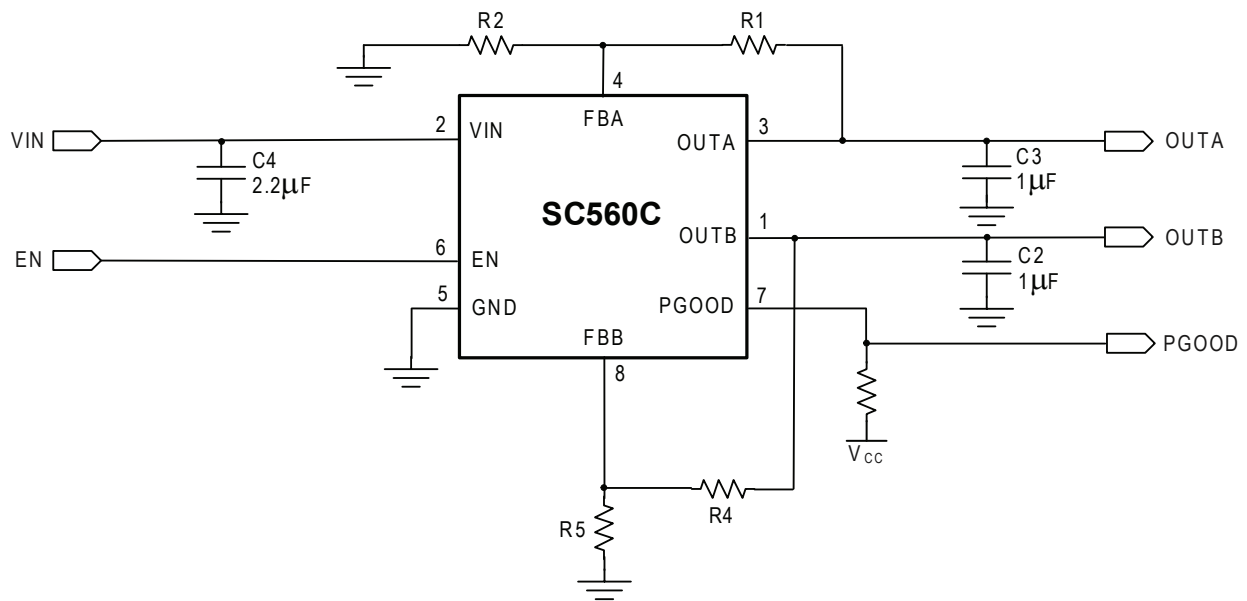 R2
R1
4
FBA
VIN
2
VIN
C4
2.2μF
OUTA
3
C3
1μF
OUTA
SC560C
OUTB
1
OUTB
C2
1μF
EN
6
EN
5
GND
PGOOD
7
PGOOD
FBB
8
VCC
R4
R5